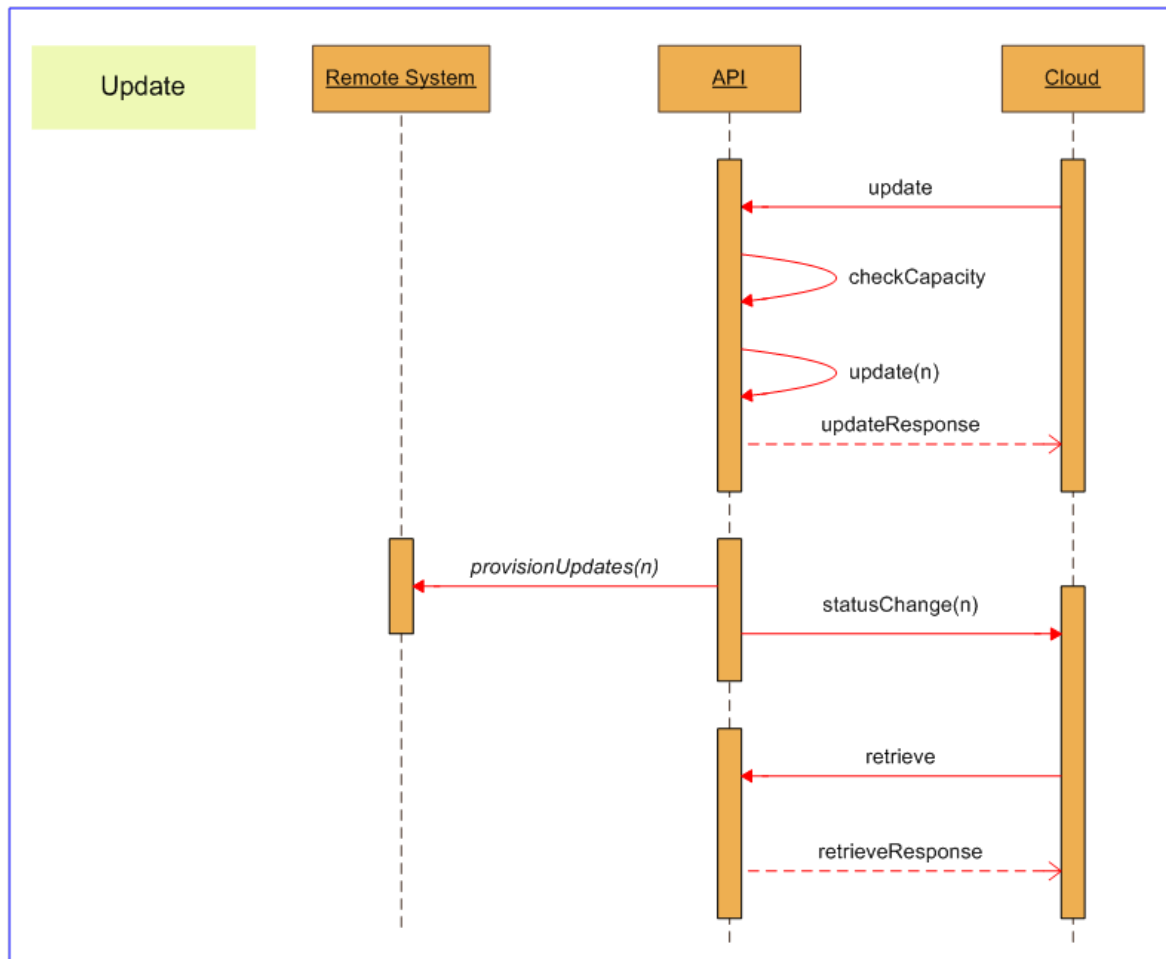 Update
Remote System
API
Cloud
update
checkCapacity
update(n)
updateResponse
provisionUpdates(n)
statusChange(n)
retrieve
retrieveResponse